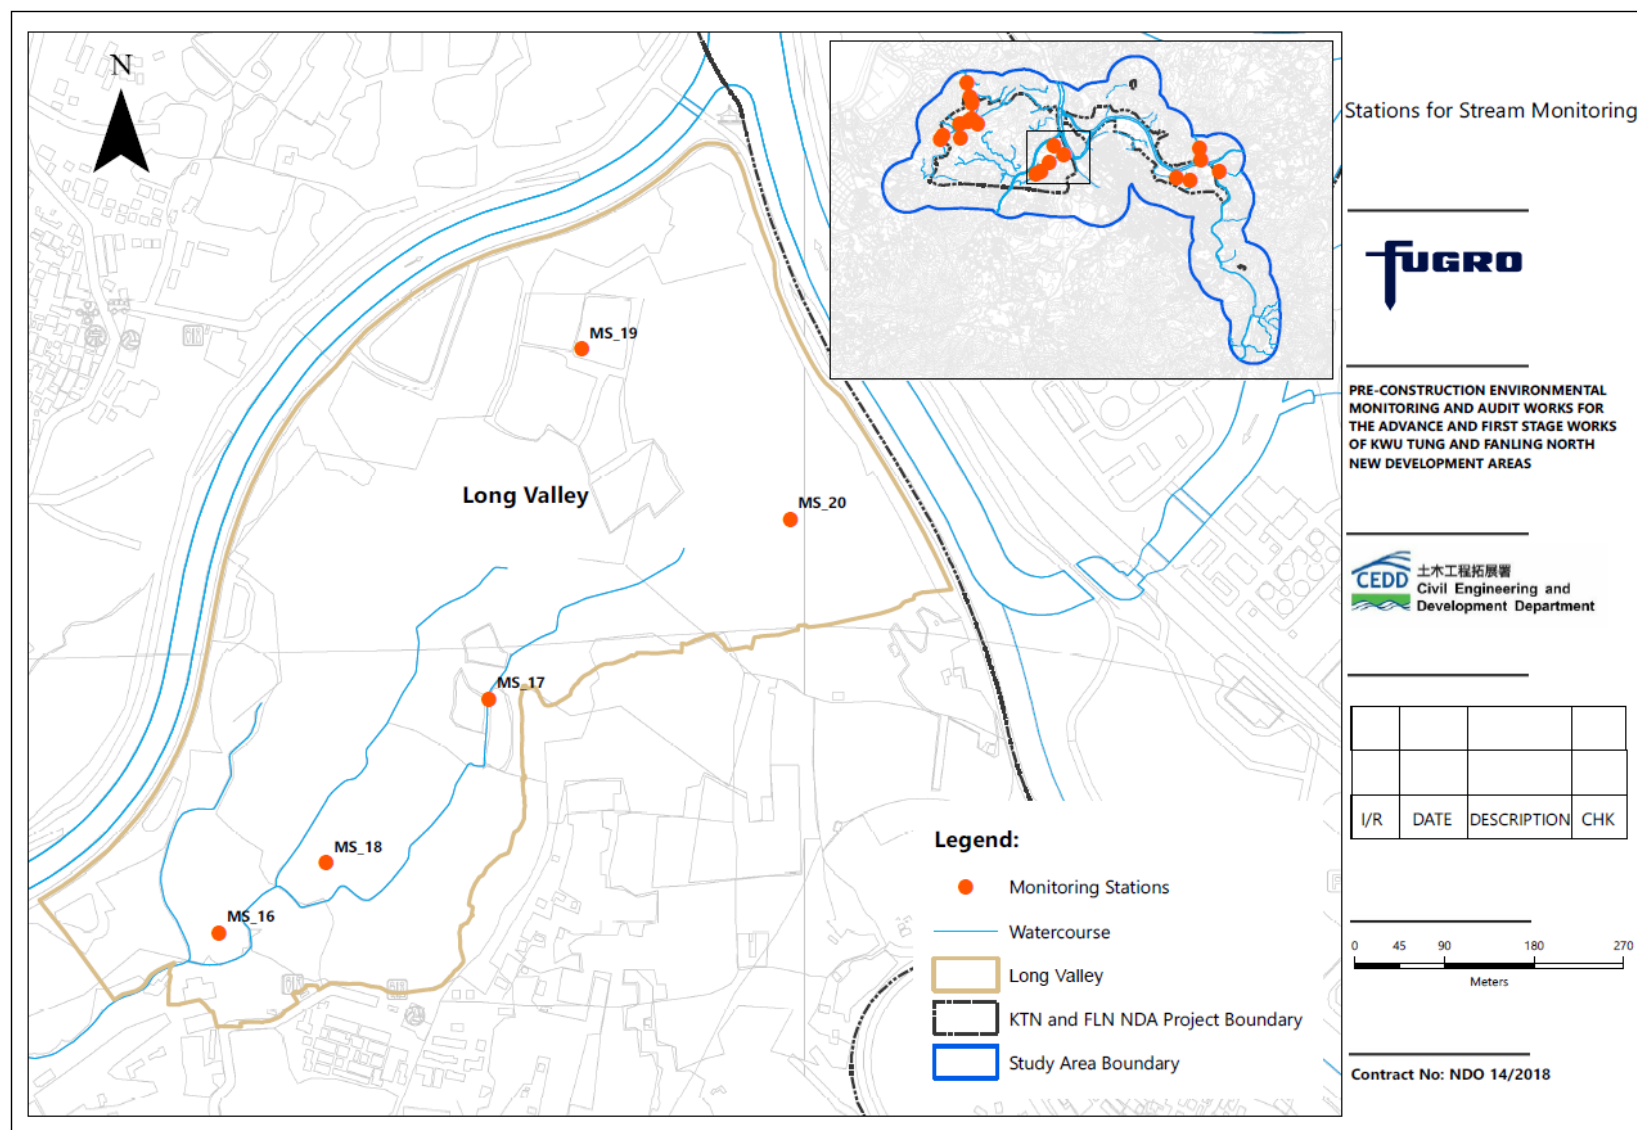 N
Stations for Stream Monitoring
FUGRO
MS_19
PRE-CONSTRUCTION ENVIRONMENTAL
MONITORING AND AUDIT WORKS FOR
THE ADVANCE AND FIRST STAGE WORKS
OF KWU TUNG AND FANLING NORTH
NEW DEVELOPMENT AREAS
Long Valley
MS_20
CEDD
土木工程拓展署
Civil Engineering and
Development Department
MS_17
I/R DATE DESCRIPTION CHK
MS_18
MS_16
Legend:
Monitoring Stations
Watercourse
Long Valley
KTN and FLN NDA Project Boundary
Study Area Boundary
0 45 90 180 270
Meters
Contract No: NDO 14/2018